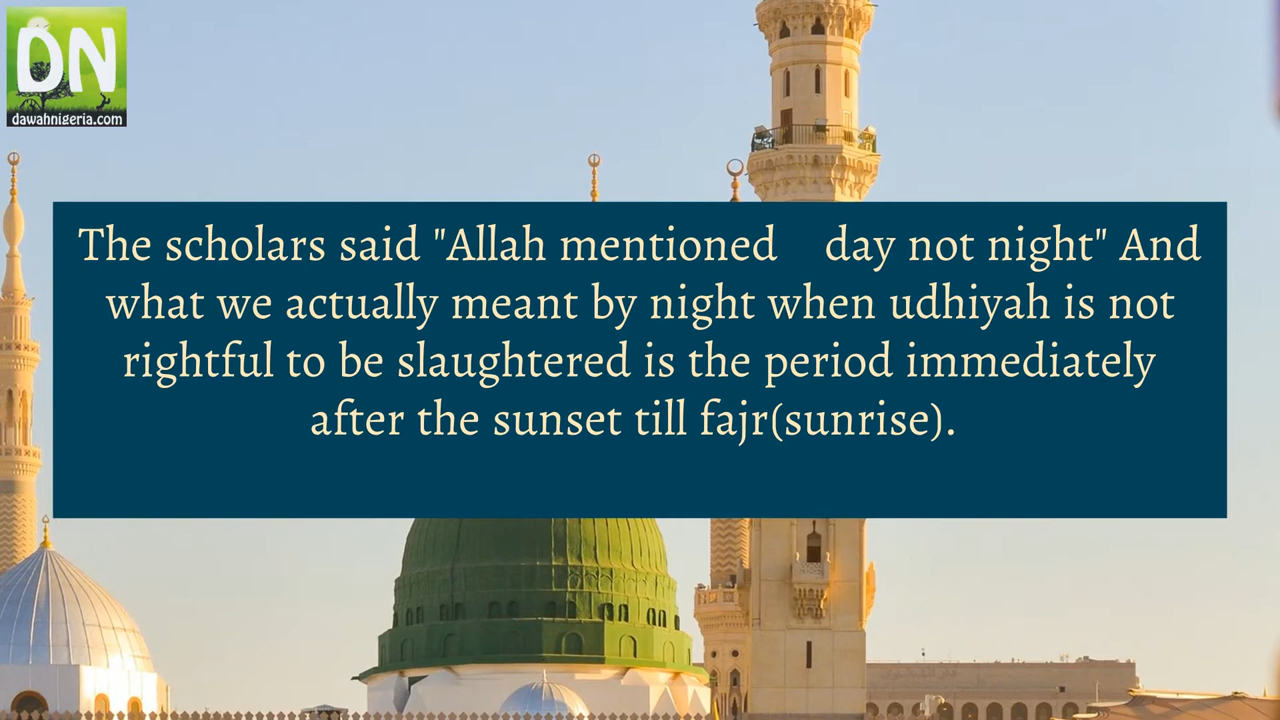 DN
dawahnigeria.com
The scholars said "Allah mentioned day not night" And
what we actually meant by night when udhiyah is not
rightful to be slaughtered is the period immediately
after the sunset till fajr(sunrise).